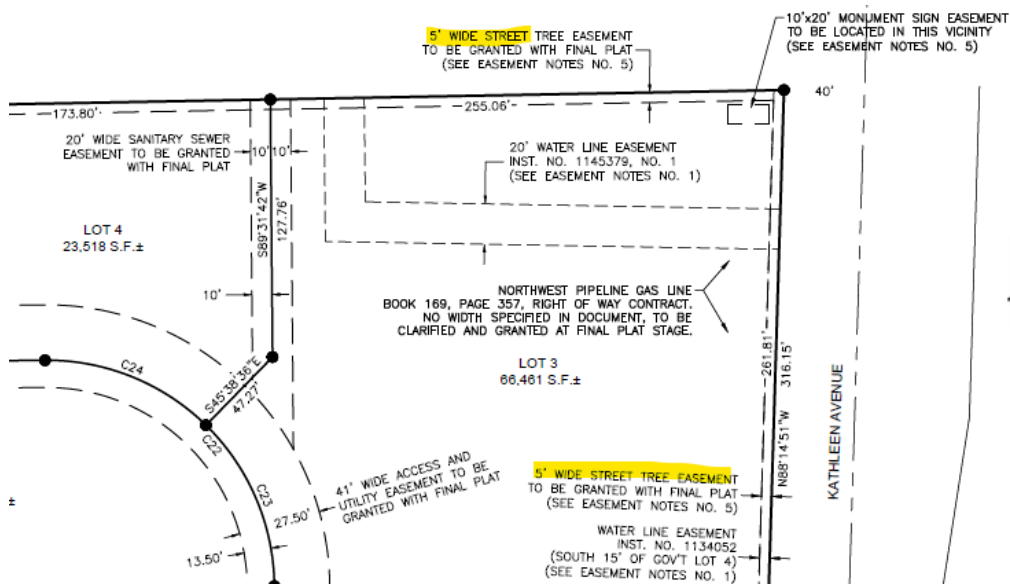 5' WIDE STREET TREE EASEMENT
TO BE GRANTED WITH FINAL PLAT
(SEE EASEMENT NOTES NO. 5)
10'x20' MONUMENT SIGN EASEMENT
TO BE LOCATED IN THIS VICINITY
(SEE EASEMENT NOTES NO. 5)
40'
173.80'
255.06'
20' WIDE SANITARY SEWER
EASEMENT TO BE GRANTED
WITH FINAL PLAT
10'
10'
20' WATER LINE EASEMENT
INST. NO. 1145379, NO. 1
(SEE EASEMENT NOTES NO. 1)
S89°31'42"W
127.76'
LOT 4
23,518 S.F.±
10'
NORTHWEST PIPELINE GAS LINE
BOOK 169, PAGE 357, RIGHT OF WAY CONTRACT.
NO WIDTH SPECIFIED IN DOCUMENT, TO BE
CLARIFIED AND GRANTED AT FINAL PLAT STAGE.
LOT 3
66,461 S.F.±
261.81'
316.15'
N88°14'51"W
KATHLEEN AVENUE
C24
S45°38'36"E
47.27'
C22
C23
±
41' WIDE ACCESS AND
UTILITY EASEMENT TO BE
GRANTED WITH FINAL PLAT
27.50'
13.50'
5' WIDE STREET TREE EASEMENT
TO BE GRANTED WITH FINAL PLAT
(SEE EASEMENT NOTES NO. 5)
WATER LINE EASEMENT
INST. NO. 1134052
(SOUTH 15' OF GOV'T LOT 4)
(SEE EASEMENT NOTES NO. 1)